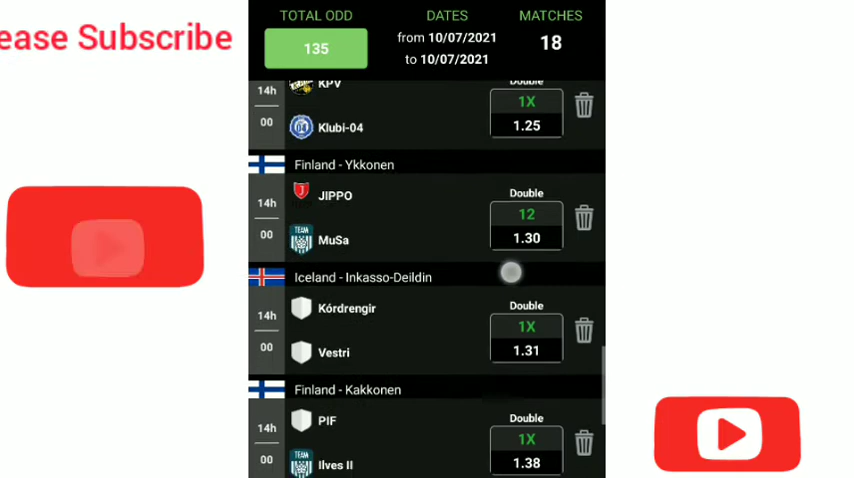 ease Subscribe
TOTAL ODD
135
DATES
from 10/07/2021
to 10/07/2021
MATCHES
18
14h
00
KPV
Klubi-04
Double
1X
1.25
Finland - Ykkonen
14h
00
JIPPO
TEAM
MuSa
Double
12
1.30
Iceland - Inkasso-Deildin
14h
00
Kórdrengir
Vestri
Double
1X
1.31
Finland - Kakkonen
14h
00
PIF
TEAM
Ilves II
Double
1X
1.38